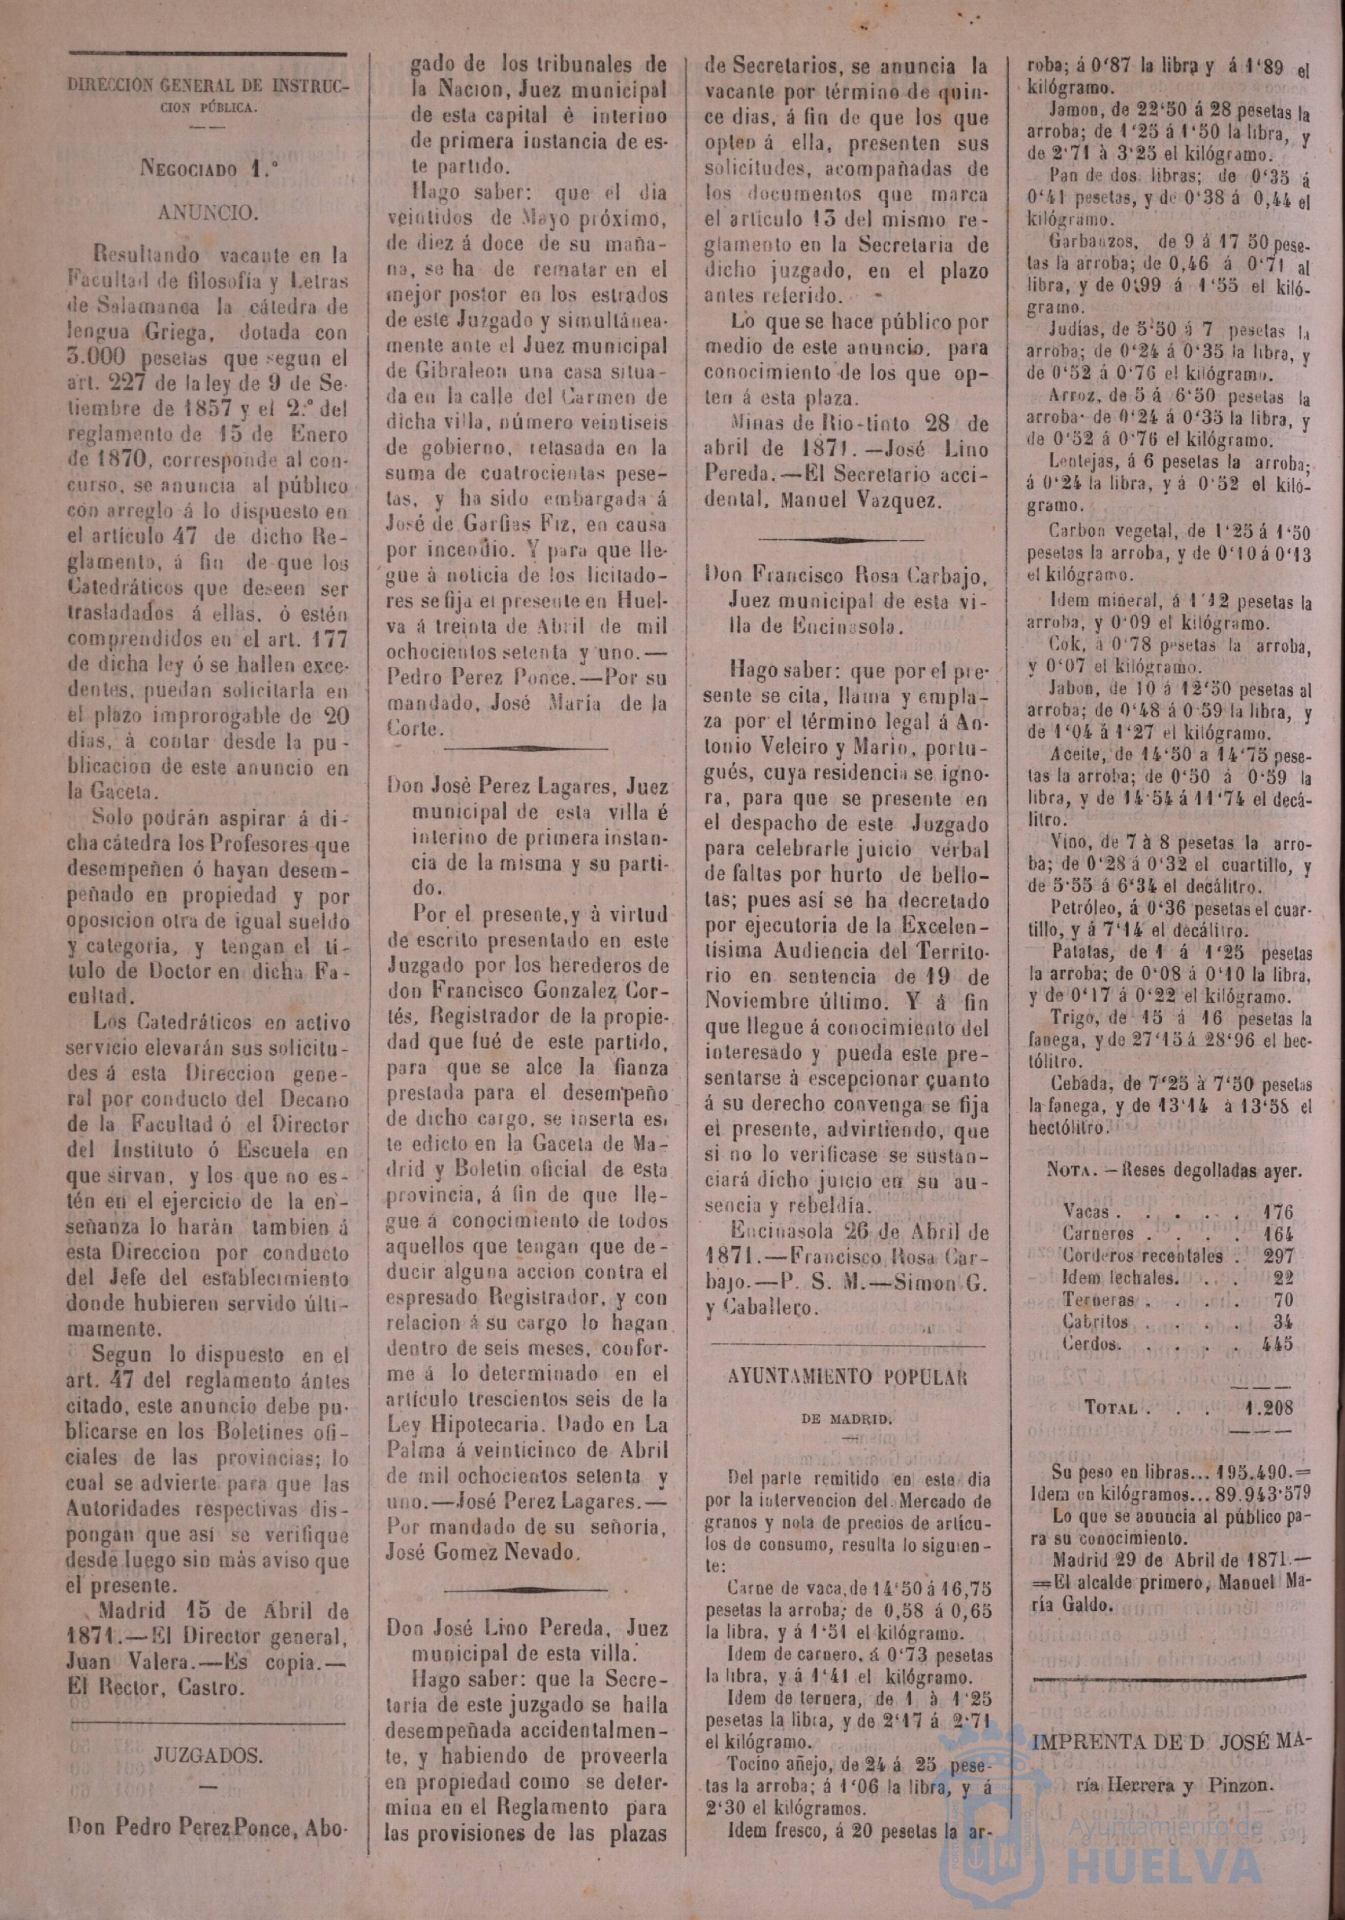 DIRECCION GENERAL DE INSTRUC-
CION PÚBLICA.
NEGOCIADO 1.°
ANUNCIO.
Resultando vacante en la
Facultad de filosofía y Letras
de Salamanca la cátedra de
lengua Griega, dotada con
3.000 pesetas que segun el
art. 227 de la ley de 9 de Se-
tiembre de 1857 y el 2.° del
reglamento de 15 de Enero
de 1870, corresponde al con-
curso, se anuncia al público
con arreglo á lo dispuesto en
el artículo 47 de dicho Re-
glamento, á fin de que los
Catedráticos que deseen ser
trasladados á ellas, ó estén
comprendidos en el art. 177
de dicha ley ó se hallen exce-
dentes, puedan solicitarla en
el plazo improrogable de 20
dias, à contar desde la pu-
blicacion de este anuncio en
la Gaceta.
Solo podrán aspirar á di-
cha cátedra los Profesores que
desempeñen ó hayan desem-
peñado en propiedad y por
oposicion otra de igual sueldo
y categoria, y tengan el tí-
tulo de Doctor en dicha Fa-
cultad.
Los Catedráticos en activo
servicio elevarán sus solicitu-
des á esta Direccion gene-
ral por conducto del Decano
de la Facultad ó el Director
del Instituto ó Escuela en
que sirvan, y los que no es-
tén en el ejercicio de la en-
señanza lo harán tambien á
esta Direccion por conducto
del Jefe del establecimiento
donde hubieren servido últi-
mamente.
Segun lo dispuesto en el
art. 47 del reglamento ántes
citado, este anuncio debe pu-
blicarse en los Boletines ofi-
ciales de las provincias; lo
cual se advierte para que las
Autoridades respectivas dis-
pongan que asi se verifique
desde luego sin màs aviso que
el presente.
Madrid 15 de Abril de
1871.—El Director general,
Juan Valera.—Es copia.—
El Rector, Castro.
JUZGADOS.
Don Pedro Perez Ponce, Abo-
gado de los tribunales de
la Nacion, Juez municipal
de esta capital è interino
de primera instancia de es-
te partido.
Hago saber: que el dia
veintidos de Mayo próximo,
de diez á doce de su maña-
na, se ha de rematar en el
mejor postor en los estrados
de este Juzgado y simultánea-
mente ante el Juez municipal
de Gibraleon una casa situa-
da en la calle del Carmen de
dicha villa, número veintiseis
de gobierno, retasada en la
suma de cuatrocientas pese-
tas, y ha sido embargada á
José de Garfias Fiz, en causa
por incendio. Y para que lle-
gue à noticia de los licitado-
res se fija el presente en Huel-
va á treinta de Abril de mil
ochocientos setenta y uno.—
Pedro Perez Ponce.—Por su
mandado, José María de la
Corte.
Don José Perez Lagares, Juez
municipal de esta villa é
interino de primera instan-
cia de la misma y su parti-
do.
Por el presente, y à virtud
de escrito presentado en este
Juzgado por los herederos de
don Francisco Gonzalez Cor-
tés, Registrador de la propie-
dad que fué de este partido,
para que se alce la fianza
prestada para el desempeño
de dicho cargo, se inserta es-
te edicto en la Gaceta de Ma-
drid y Boletin oficial de esta
provincia, á fin de que lle-
gue á conocimiento de todos
aquellos que tengan que de-
ducir alguna accion contra el
espresado Registrador, y con
relacion á su cargo lo hagan
dentro de seis meses, confor-
me á lo determinado en el
artículo trescientos seis de la
Ley Hipotecaria. Dado en La
Palma á veinticinco de Abril
de mil ochocientos setenta y
uno.—José Perez Lagares.—
Por mandado de su señoría,
José Gomez Nevado.
Don José Lino Pereda, Juez
municipal de esta villa.
Hago saber: que la Secre-
taría de este juzgado se halla
desempeñada accidentalmen-
te, y habiendo de proveerla
en propiedad como se deter-
mina en el Reglamento para
las provisiones de las plazas
de Secretarios, se anuncia la
vacante por término de quin-
ce dias, á fin de que los que
opten á ella, presenten sus
solicitudes, acompañadas de
los documentos que marca
el articulo 13 del mismo re-
glamento en la Secretaria de
dicho juzgado, en el plazo
antes referido.
Lo que se hace público por
medio de este anuncio, para
conocimiento de los que op-
ten á esta plaza.
Minas de Rio-tinto 28 de
abril de 1871.—José Lino
Pereda.—El Secretario acci-
dental, Manuel Vazquez.
Don Francisco Rosa Carbajo,
Juez municipal de esta vi-
lla de Encinasola.
Hago saber: que por el pre-
sente se cita, llama y empla-
za por el término legal á An-
tonio Veleiro y Mario, portu-
gués, cuya residencia se igno-
ra, para que se presente en
el despacho de este Juzgado
para celebrarle juicio verbal
de faltas por hurto de bello-
tas; pues así se ha decretado
por ejecutoria de la Excelen-
tísima Audiencia del Territo-
rio en sentencia de 19 de
Noviembre último. Y á fin
que llegue á conocimiento del
interesado y pueda este pre-
sentarse à escepcionar cuanto
á su derecho convenga se fija
el presente, advirtiendo, que
si no lo verificase se sustan-
ciará dicho juicio en su au-
sencia y rebeldia.
Encinasola 26 de Abril de
1871.—Francisco Rosa Car-
bajo.—P. S. M.—Simon G.
y Caballero.
AYUNTAMIENTO POPULAR
DE MADRID.
Del parte remitido en este dia
por la intervencion del Mercado de
granos y nota de precios de artícu-
los de consumo, resulta lo siguien-
te:
Carne de vaca, de 14‘50 á 16,75
pesetas la arroba; de 0,58 á 0,65
la libra, y á 1‘51 el kilógramo.
Idem de carnero, á 0‘73 pesetas
la libra, y á 1‘41 el kilógramo.
Idem de ternera, de 1 à 1‘25
pesetas la libra, y de 2‘17 á 2‘71
el kilógramo.
Tocino añejo, de 24 á 25 pese-
tas la arroba; á 1‘06 la libra, y á
2‘30 el kilógramos.
Idem fresco, á 20 pesetas la ar-
roba; á 0‘87 la libra y á 1‘89 el
kilógramo.
Jamon, de 22‘50 á 28 pesetas la
arroba; de 1‘25 á 1‘50 la libra, y
de 2‘71 à 3‘25 el kilógramo.
Pan de dos libras; de 0‘35 á
0‘41 pesetas, y de 0‘38 á 0,44 el
kilógramo.
Garbanzos, de 9 á 17 50 pese-
tas la arroba; de 0,46 á 0‘71 al
libra, y de 0‘99 á 1‘55 el kiló-
gramo.
Judías, de 5‘50 á 7 pesetas la
arroba; de 0‘24 á 0‘35 la libra, y
de 0‘52 á 0‘76 el kilógramo.
Arroz, de 5 á 6‘50 pesetas la
arroba de 0‘24 á 0‘35 la libra, y
de 0‘52 á 0‘76 el kilógramo.
Lentejas, á 6 pesetas la arroba;
á 0‘24 la libra, y á 0‘52 el kiló-
gramo.
Carbon vegetal, de 1‘25 á 1‘50
pesetas la arroba, y de 0‘10 á 0‘13
el kilógramo.
Idem mineral, á 1‘12 pesetas la
arroba, y 0‘09 el kilógramo.
Cok, á 0‘78 pesetas la arroba,
y 0‘07 el kilógramo.
Jabon, de 10 á 12‘50 pesetas al
arroba; de 0‘48 á 0‘59 la libra, y
de 1‘04 á 1‘27 el kilógramo.
Aceite, de 14‘50 a 14‘75 pese-
tas la arroba; de 0‘50 á 0‘59 la
libra, y de 14‘54 á 11‘74 el decá-
litro.
Vino, de 7 à 8 pesetas la arro-
ba; de 0‘28 á 0‘32 el cuartillo, y
de 5‘55 á 6‘34 el decálitro.
Petróleo, á 0‘36 pesetas el cuar-
tillo, y á 7‘14 el decálitro.
Patatas, de 1 á 1‘25 pesetas
la arroba; de 0‘08 á 0‘10 la libra,
y de 0‘17 á 0‘22 el kilógramo.
Trigo, de 15 á 16 pesetas la
fanega, y de 27‘15 á 28‘96 el hec-
tólitro.
Cebada, de 7‘25 à 7‘50 pesetas
la fanega, y de 13‘14 à 13‘58 el
hectólitro.
NOTA.—Reses degolladas ayer.
Vacas . . . . . . 176
Carneros . . . . 164
Corderos recentales . 297
Idem lechales. . . 22
Terneras . . . . 70
Cabritos . . . . 34
Cerdos. . . . . 445
TOTAL . . . 1.208
Su peso en libras... 195.490.=
Idem en kilógramos... 89.943‘579
Lo que se anuncia al público pa-
ra su conocimiento.
Madrid 29 de Abril de 1871.—
=El alcalde primero, Manuel Ma-
ría Galdo.
IMPRENTA DE D. JOSÉ MA-
ría Herrera y Pinzon.
Ayuntamiento de
HUELVA